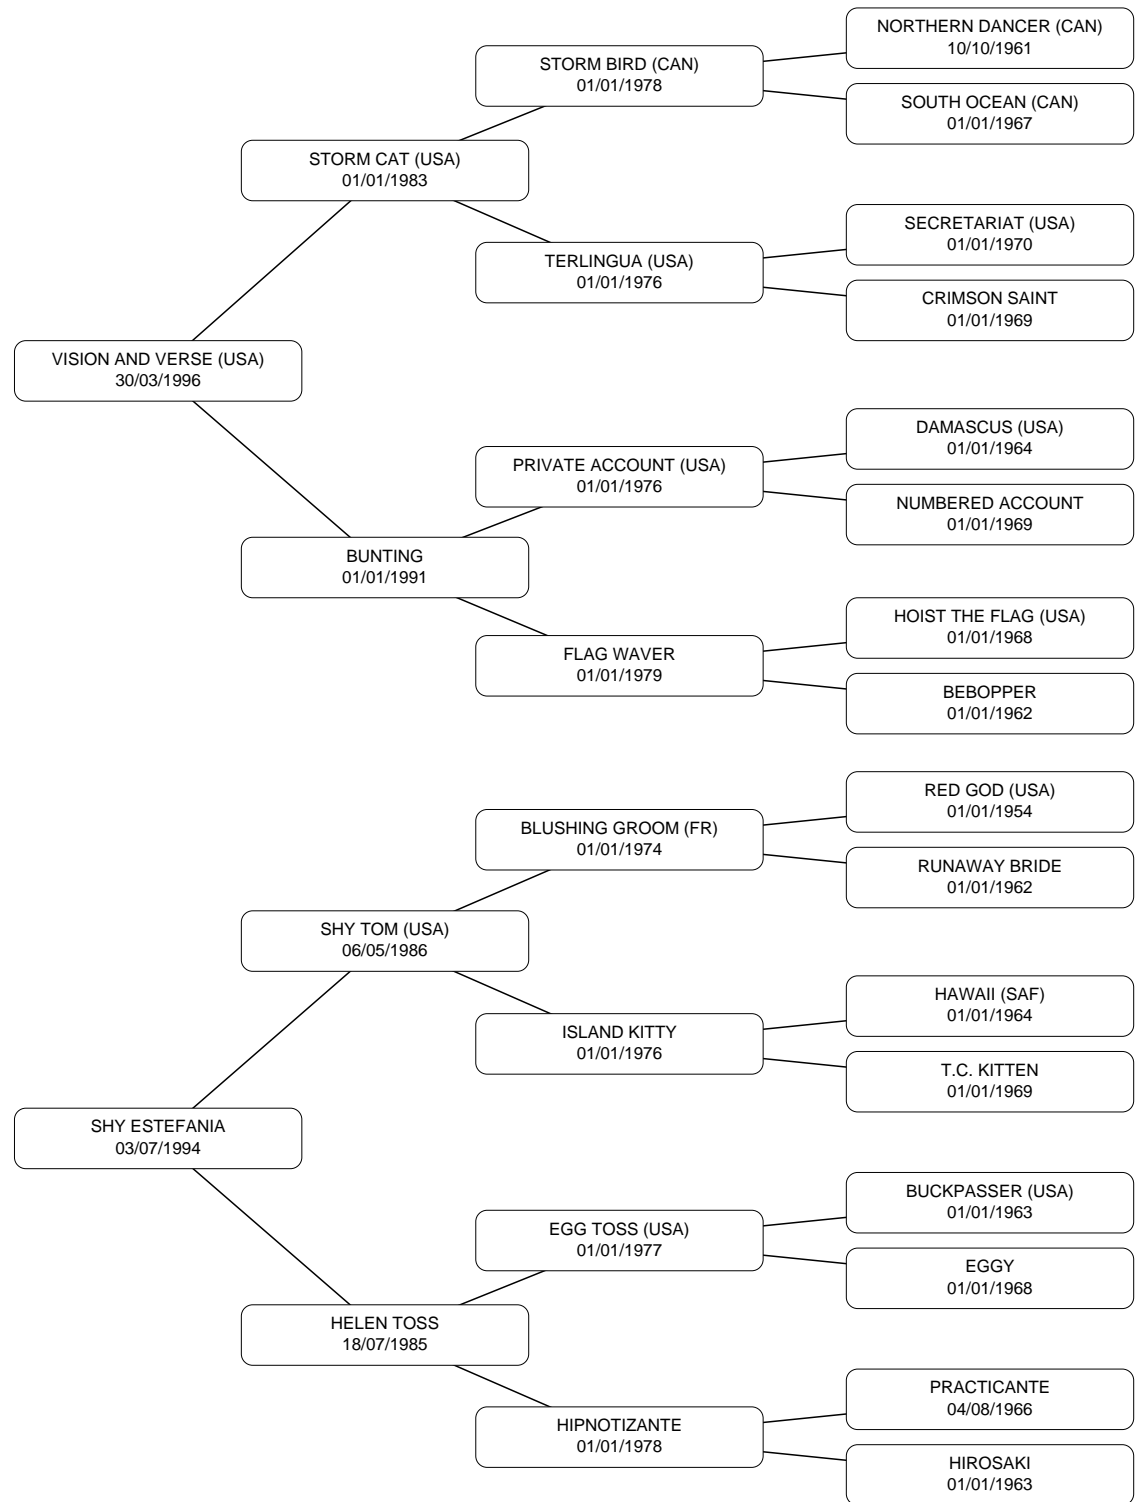 NORTHERN DANCER (CAN)
10/10/1961
STORM BIRD (CAN)
01/01/1978
SOUTH OCEAN (CAN)
01/01/1967
STORM CAT (USA)
01/01/1983
SECRETARIAT (USA)
01/01/1970
TERLINGUA (USA)
01/01/1976
CRIMSON SAINT
01/01/1969
VISION AND VERSE (USA)
30/03/1996
DAMASCUS (USA)
01/01/1964
PRIVATE ACCOUNT (USA)
01/01/1976
NUMBERED ACCOUNT
01/01/1969
BUNTING
01/01/1991
HOIST THE FLAG (USA)
01/01/1968
FLAG WAVER
01/01/1979
BEBOPPER
01/01/1962
RED GOD (USA)
01/01/1954
BLUSHING GROOM (FR)
01/01/1974
RUNAWAY BRIDE
01/01/1962
SHY TOM (USA)
06/05/1986
HAWAII (SAF)
01/01/1964
ISLAND KITTY
01/01/1976
T.C. KITTEN
01/01/1969
SHY ESTEFANIA
03/07/1994
BUCKPASSER (USA)
01/01/1963
EGG TOSS (USA)
01/01/1977
EGGY
01/01/1968
HELEN TOSS
18/07/1985
PRACTICANTE
04/08/1966
HIPNOTIZANTE
01/01/1978
HIROSAKI
01/01/1963